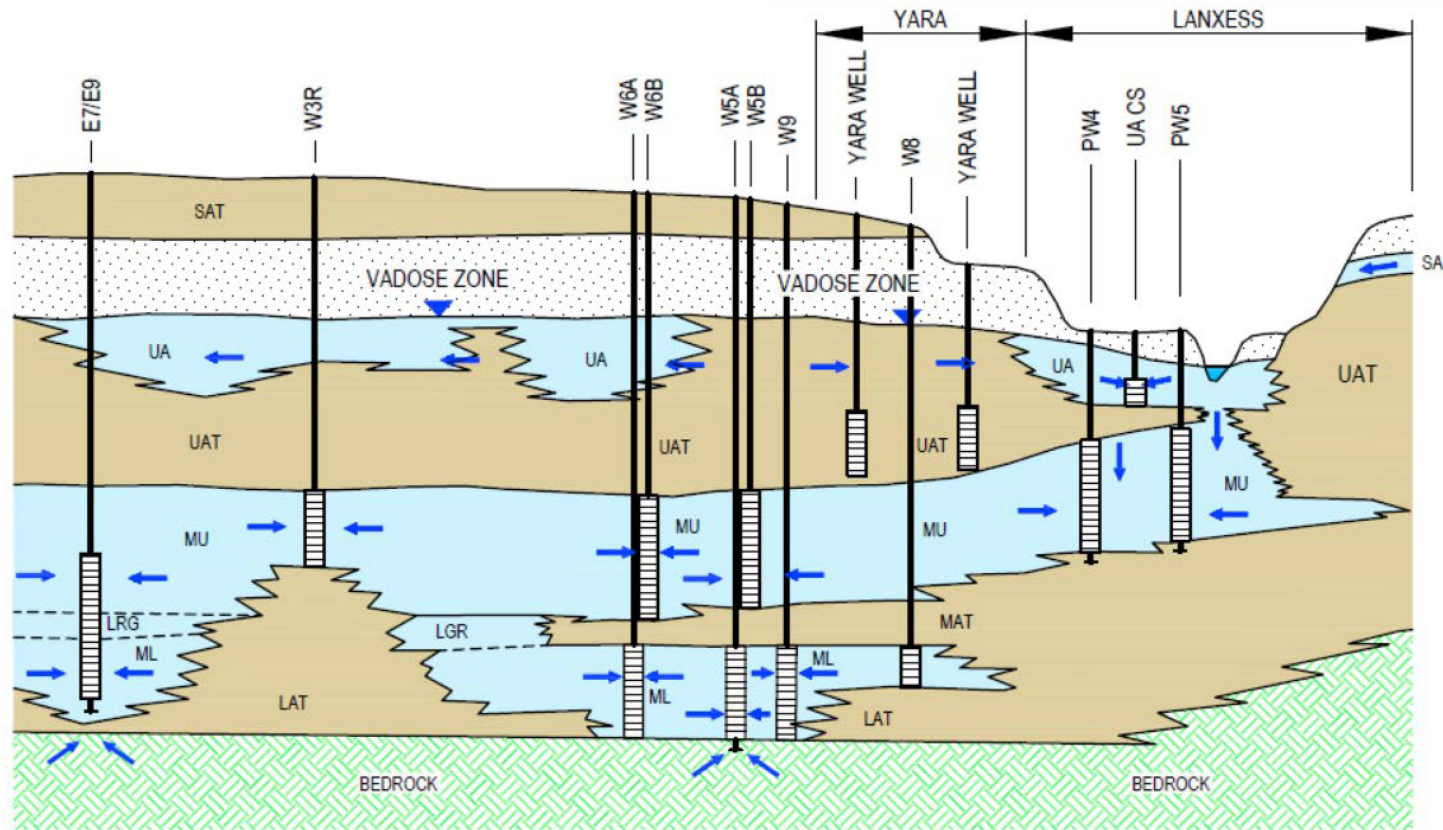 YARA
LANXESS
E7/E9
W3R
W6A
W6B
W5A
W5B
W9
YARA WELL
W8
YARA WELL
PW4
UA CS
PW5
SAT
VADOSE ZONE
VADOSE ZONE
SA
UA
UA
UA
UAT
UAT
UAT
UAT
MU
MU
MU
MU
LRG
LGR
MAT
ML
ML
ML
LAT
LAT
BEDROCK
BEDROCK